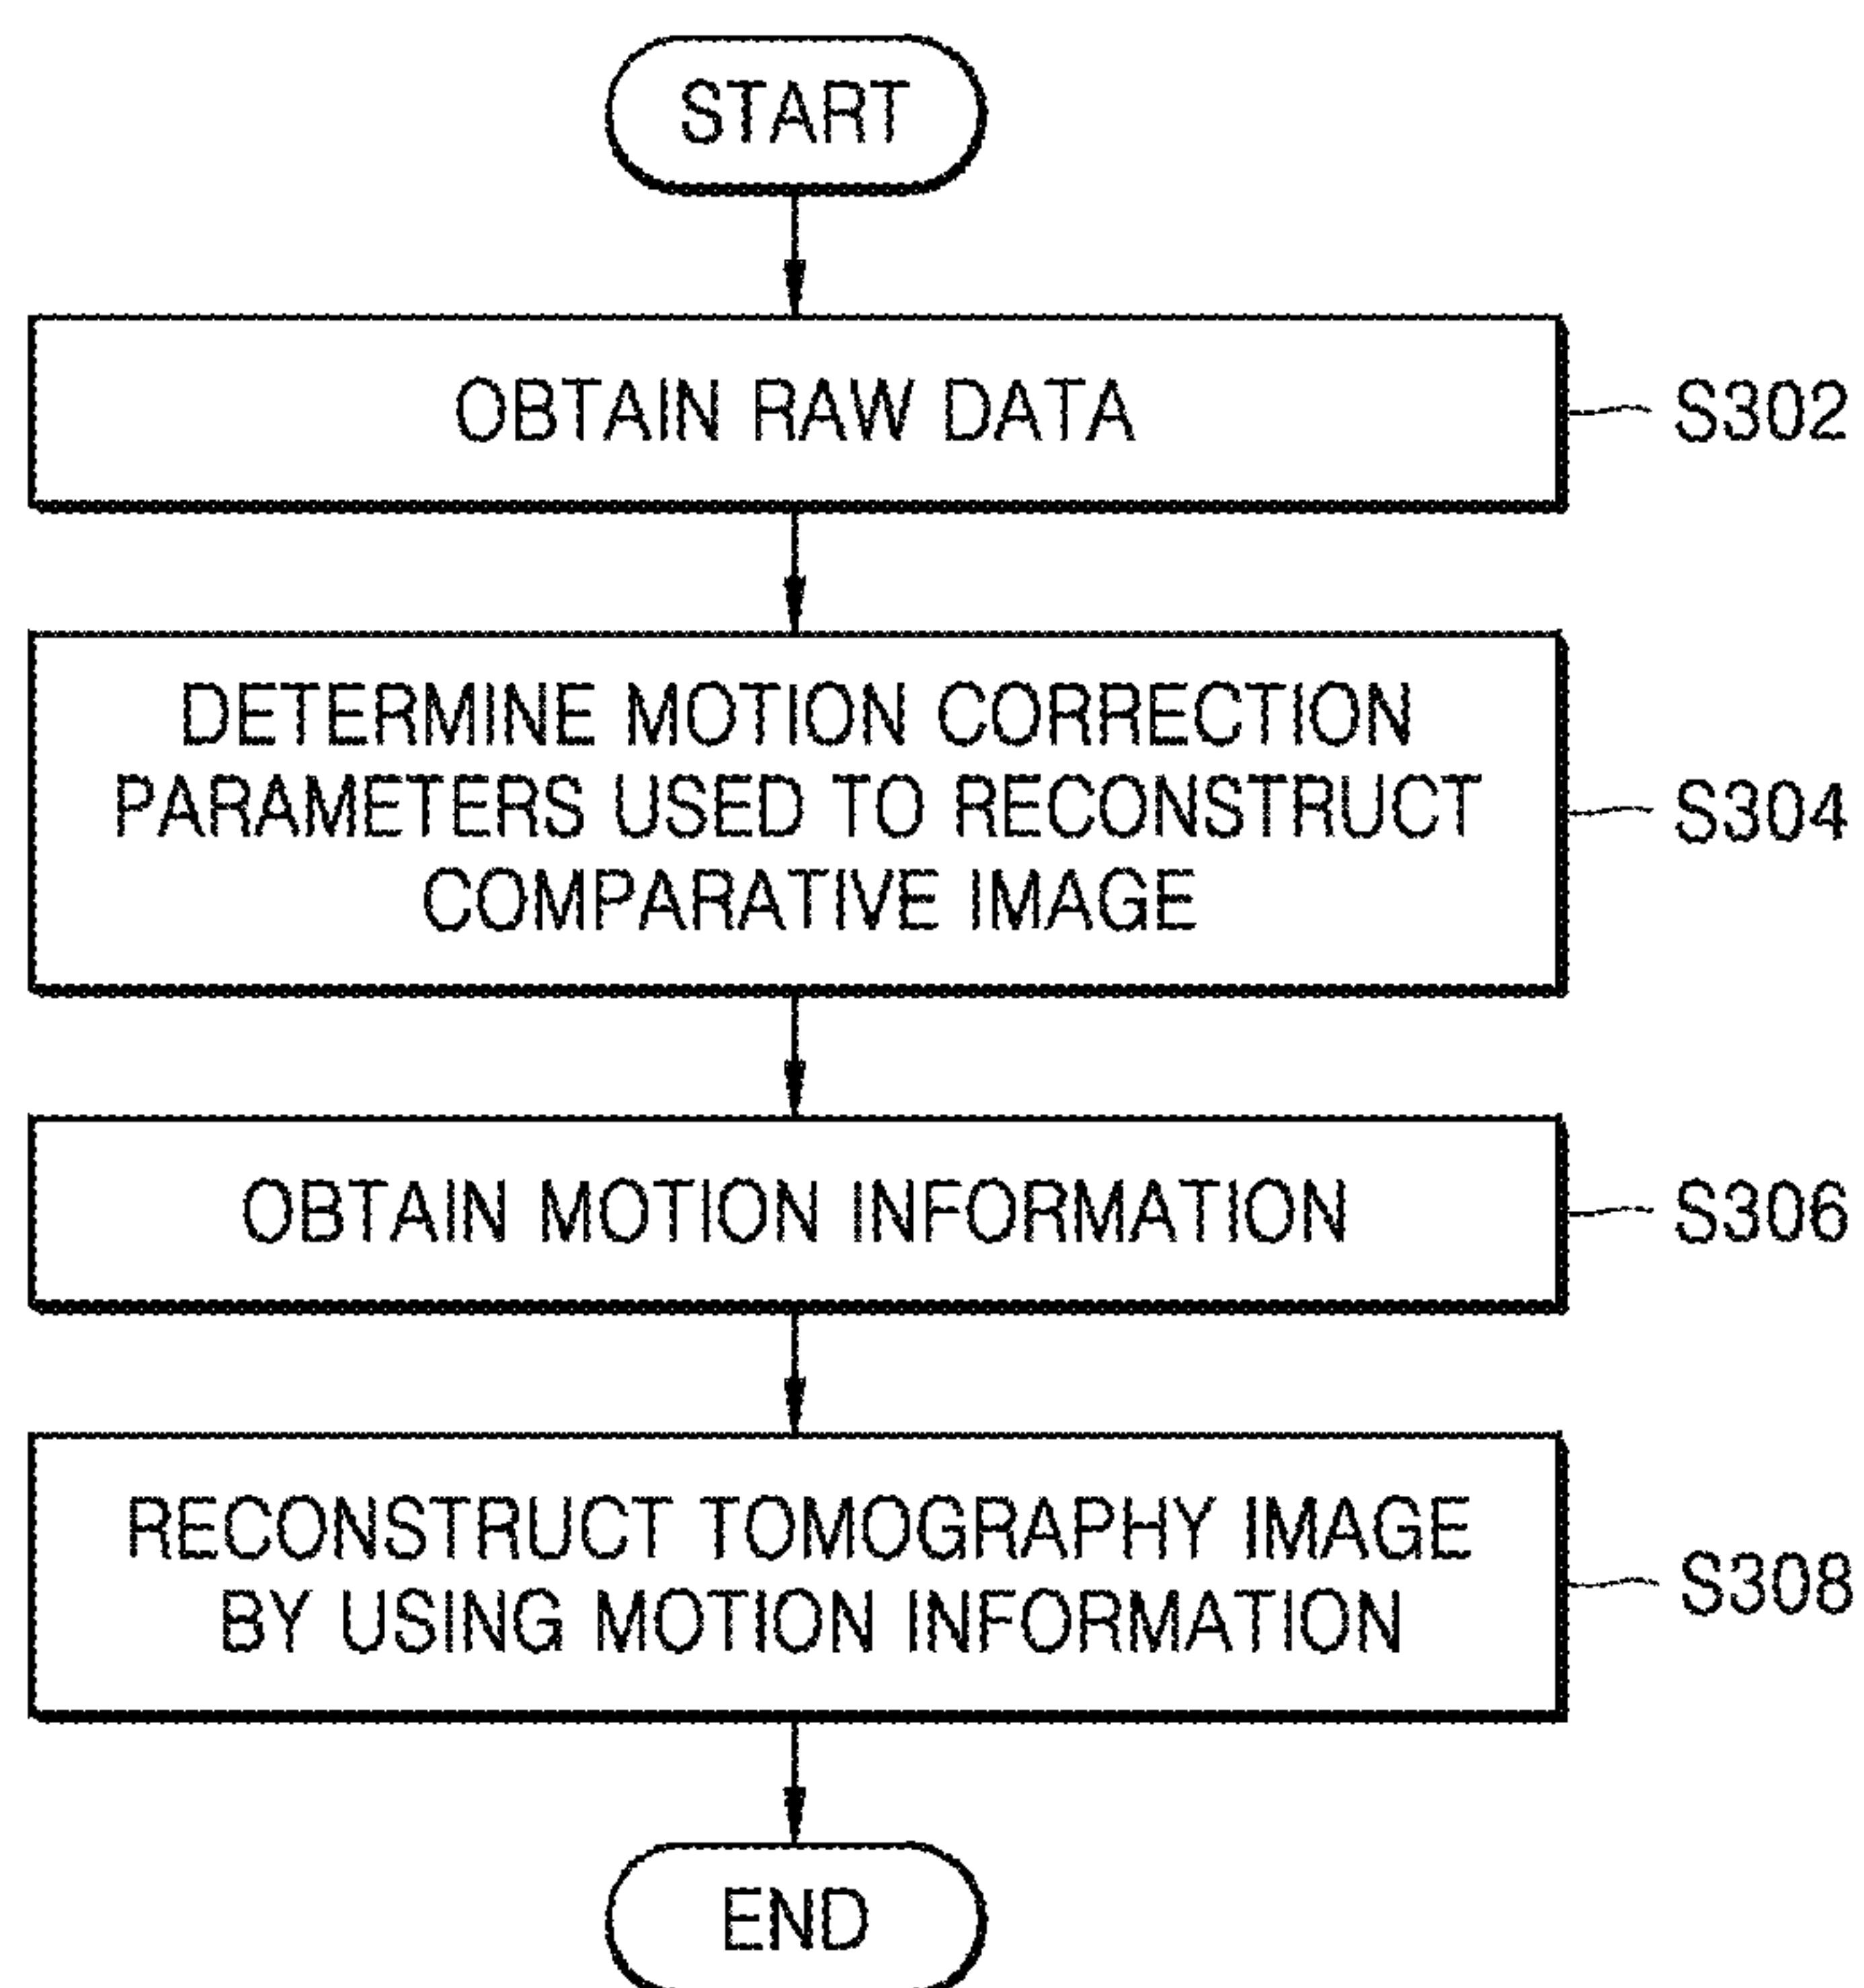 START
OBTAIN RAW DATA
S302
DETERMINE MOTION CORRECTION
PARAMETERS USED TO RECONSTRUCT
COMPARATIVE IMAGE
S304
OBTAIN MOTION INFORMATION
S306
RECONSTRUCT TOMOGRAPHY IMAGE
BY USING MOTION INFORMATION
S308
END